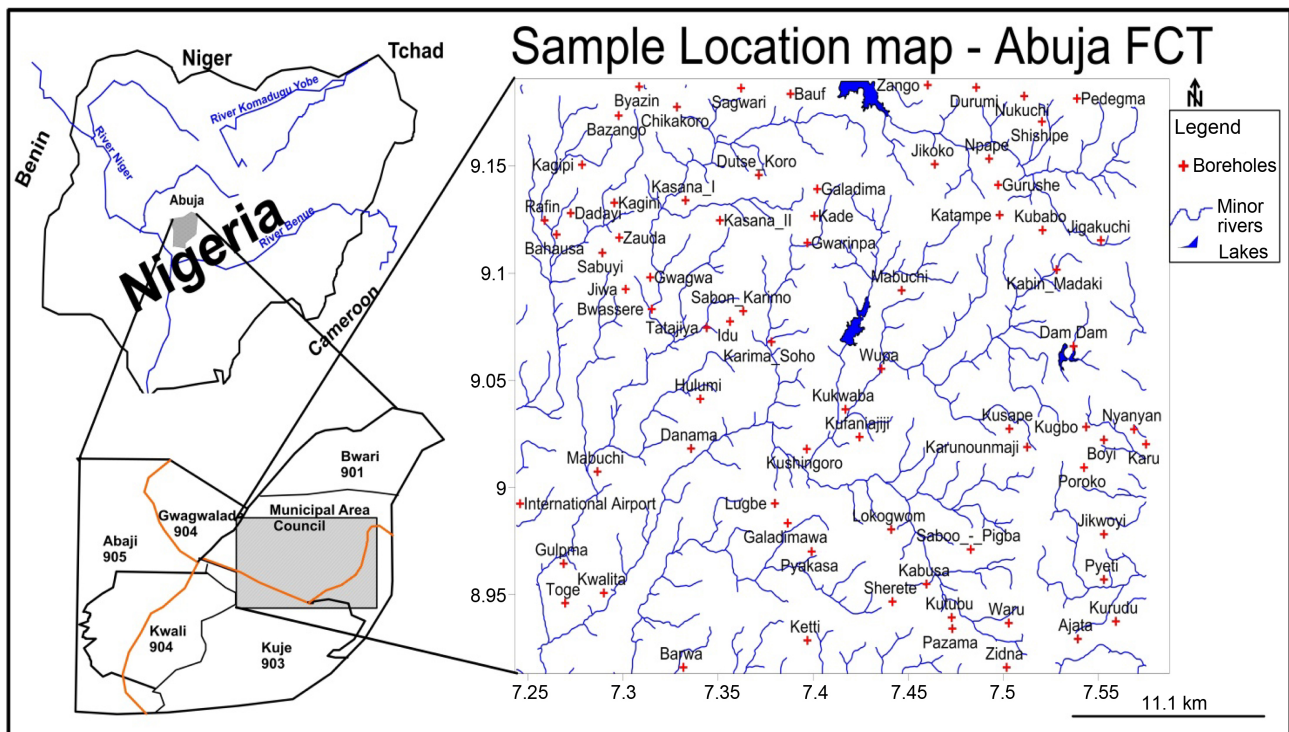 Sample Location map - Abuja FCT
Niger
Tchad
Benin
River Komadugu Yobe
River Niger
Abuja
Nigeria
River Benue
Cameroon
Bwari
901
Municipal Area
Council
Gwagwalada
904
Abaji
905
Kwali
904
Kuje
903
N
Legend
Boreholes
Minor
rivers
Lakes
Byazin
Chikakoro
Sagwari
Bauf
Zango
Durumi
Nukuchi
Pedegma
Bazango
Shishipe
Kagipi
Dutse_Koro
Jikoko
Npape
Kasana_I
Galadima
Gurushe
Rafin
Dadayi
Kagini
Kasana_II
Kade
Katampe
Kubabo
Jigakuchi
Bahausa
Zauda
Gwarinpa
Sabuyi
Gwagwa
Mabuchi
Kabin_Madaki
Jiwa
Sabon_Karimo
Bwassere
Tatajiya
Idu
Dam Dam
Karima_Soho
Wupa
Hulumi
Kukwaba
Kusape
Kugbo
Nyanyan
Kufaniajiji
Danama
Karunounmaji
Boyi
Karu
Mabuchi
Kushingoro
Poroko
International Airport
Lugbe
Lokogwom
Galadimawa
Saboo_-_Pigba
Jikwoyi
Gulpma
Pyakasa
Kabusa
Pyeti
Toge
Kwalita
Sherete
Kutubu
Waru
Kurudu
Ketti
Pazama
Ajata
Barwa
Zidna
9.15
9.1
9.05
9
8.95
7.25
7.3
7.35
7.4
7.45
7.5
7.55
11.1 km